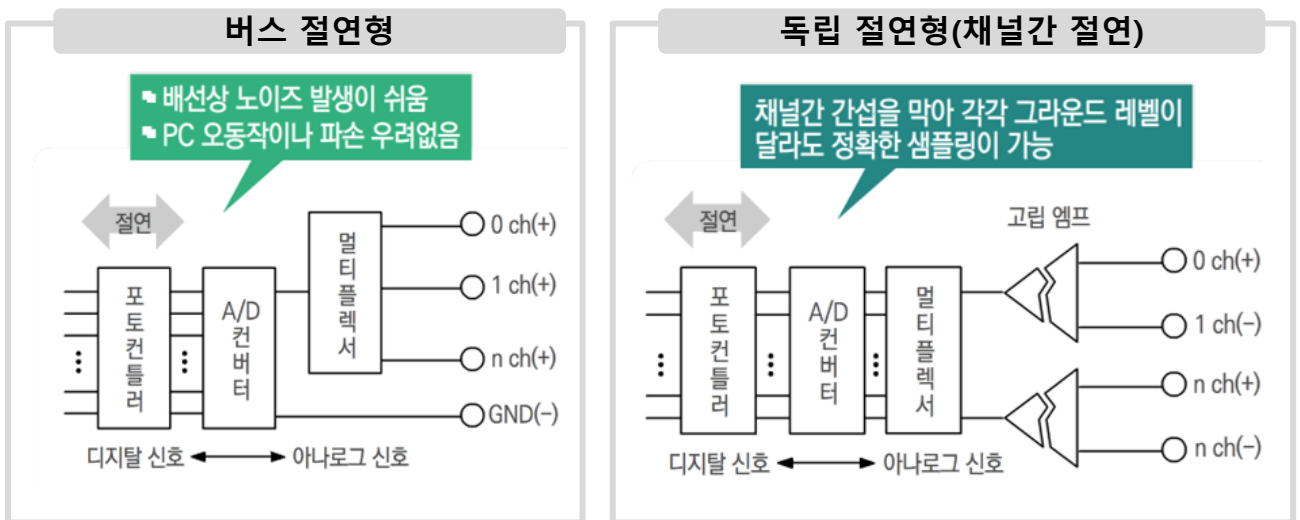 버스 절연형
배선상 노이즈 발생이 쉬움
PC 오동작이나 파손 우려없음
절연
포토컨틀러
A/D
컨버터
멀티플렉서
0 ch(+)
1 ch(+)
n ch(+)
GND(−)
디지탈 신호
아나로그 신호
독립 절연형(채널간 절연)
채널간 간섭을 막아 각각 그라운드 레벨이
달라도 정확한 샘플링이 가능
절연
고립 엠프
포토컨틀러
A/D
컨버터
멀티플렉서
0 ch(+)
1 ch(−)
n ch(+)
n ch(−)
디지탈 신호
아나로그 신호